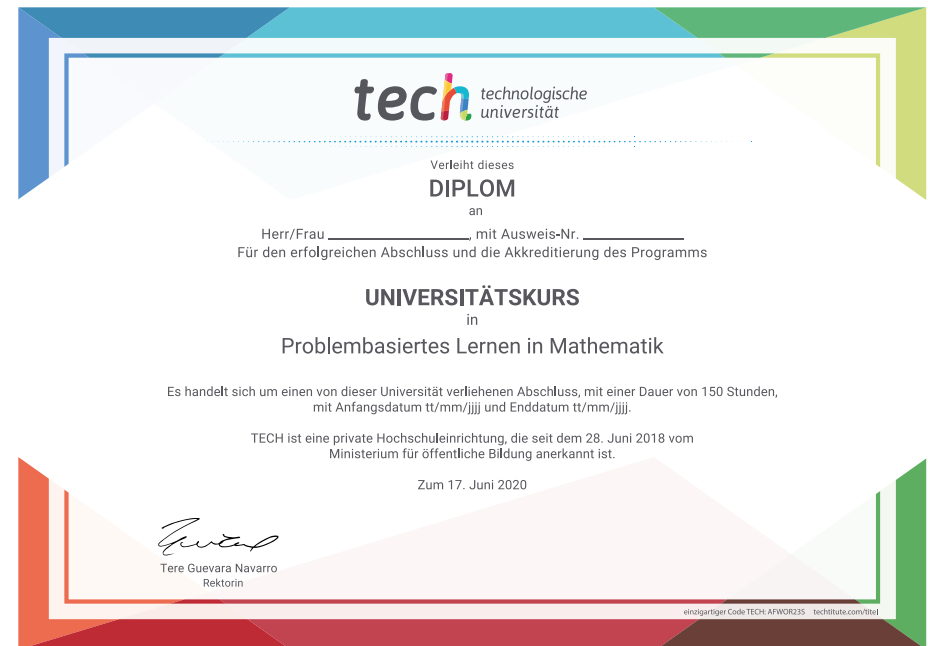 tech technologische
universität
Verleiht dieses
DIPLOM
an
Herr/Frau ____________________, mit Ausweis-Nr. ______________
Für den erfolgreichen Abschluss und die Akkreditierung des Programms
UNIVERSITÄTSKURS
in
Problembasiertes Lernen in Mathematik
Es handelt sich um einen von dieser Universität verliehenen Abschluss, mit einer Dauer von 150 Stunden,
mit Anfangsdatum tt/mm/jjjj und Enddatum tt/mm/jjjj.
TECH ist eine private Hochschuleinrichtung, die seit dem 28. Juni 2018 vom
Ministerium für öffentliche Bildung anerkannt ist.
Zum 17. Juni 2020
Tere Guevara Navarro
Rektorin
einzigartiger Code TECH: AFWOR23S techtitute.com/titel